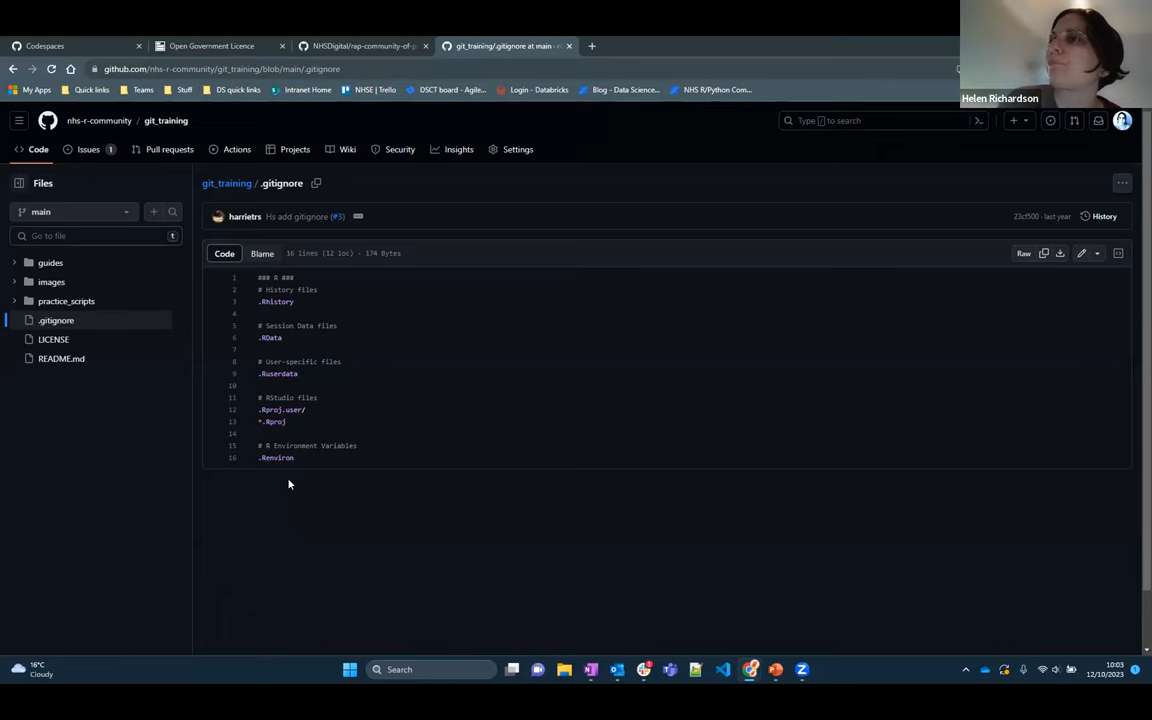 Codespaces
Open Government Licence
NHSDigital/rap-community-of-p
git_training/.gitignore at main · n
github.com/nhs-r-community/git_training/blob/main/.gitignore
My Apps
Quick links
Teams
Stuff
DS quick links
Intranet Home
NHSE | Trello
DSCT board - Agile...
Login - Databricks
Blog - Data Science...
NHS R/Python Com...
Helen Richardson
nhs-r-community / git_training
Type / to search
Code
Issues 1
Pull requests
Actions
Projects
Wiki
Security
Insights
Settings
Files
main
Go to file t
guides
images
practice_scripts
.gitignore
LICENSE
README.md
git_training / .gitignore
harrietrs Hs add gitignore (#3)
23cf500 · last year
History
Code
Blame
16 lines (12 loc) · 174 Bytes
Raw
1 ### R ###
2 # History files
3 .Rhistory
4
5 # Session Data files
6 .RData
7
8 # User-specific files
9 .Ruserdata
10
11 # RStudio files
12 .Rproj.user/
13 *.Rproj
14
15 # R Environment Variables
16 .Renviron
16°C
Cloudy
Search
10:03
12/10/2023